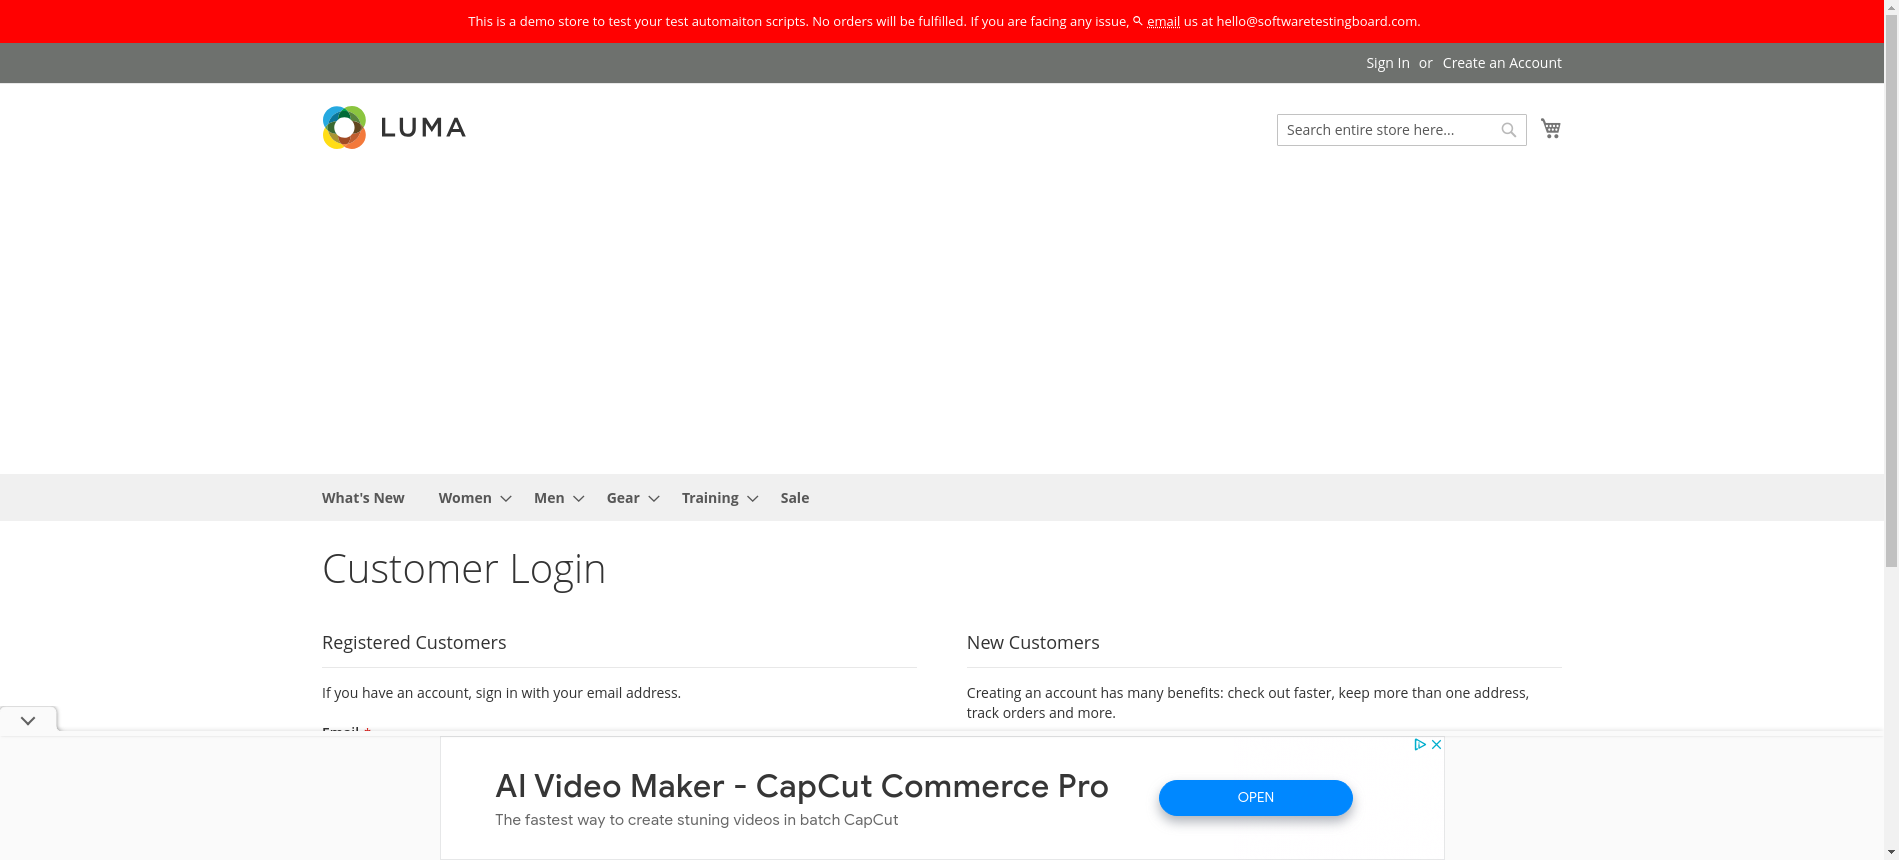 This is a demo store to test your test automaiton scripts. No orders will be fulfilled. If you are facing any issue, email us at hello@softwaretestingboard.com.
Sign In or Create an Account
LUMA
Search entire store here...
What's New Women Men Gear Training Sale
Customer Login
Registered Customers
If you have an account, sign in with your email address.
Email *
New Customers
Creating an account has many benefits: check out faster, keep more than one address,
track orders and more.
AI Video Maker - CapCut Commerce Pro
The fastest way to create stuning videos in batch CapCut
OPEN